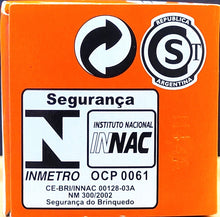 REPUBLICA
S T
ARGENTINA
Segurança
INSTITUTO NACIONAL
INNAC
INMETRO OCP 0061
CE-BRI/INNAC 00128-03A
NM 300/2002
Segurança do Brinquedo